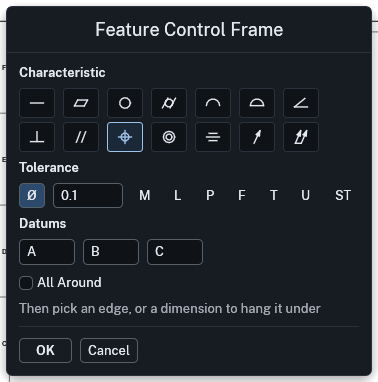 Feature Control Frame
Characteristic
Tolerance
Ø 0.1 M L P F T U ST
Datums
A B C
All Around
Then pick an edge, or a dimension to hang it under
OK Cancel